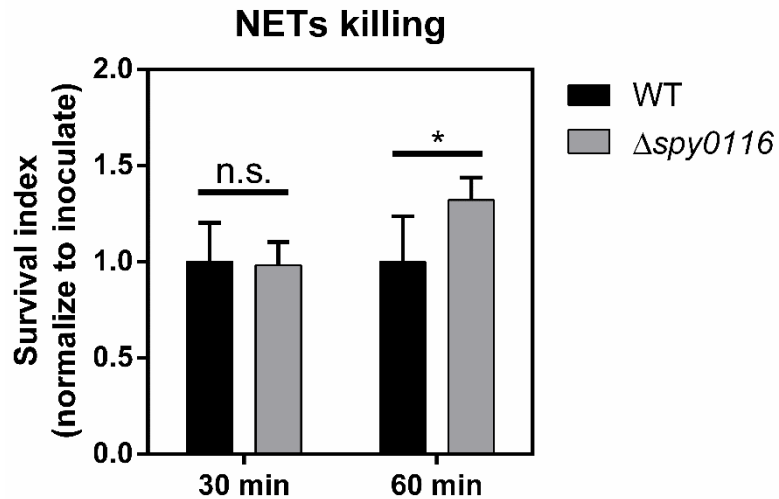 NETs killing
Survival index
(normalize to inoculate)
2.0
1.5
1.0
0.5
0.0
n.s.
*
30 min
60 min
WT
Δspy0116